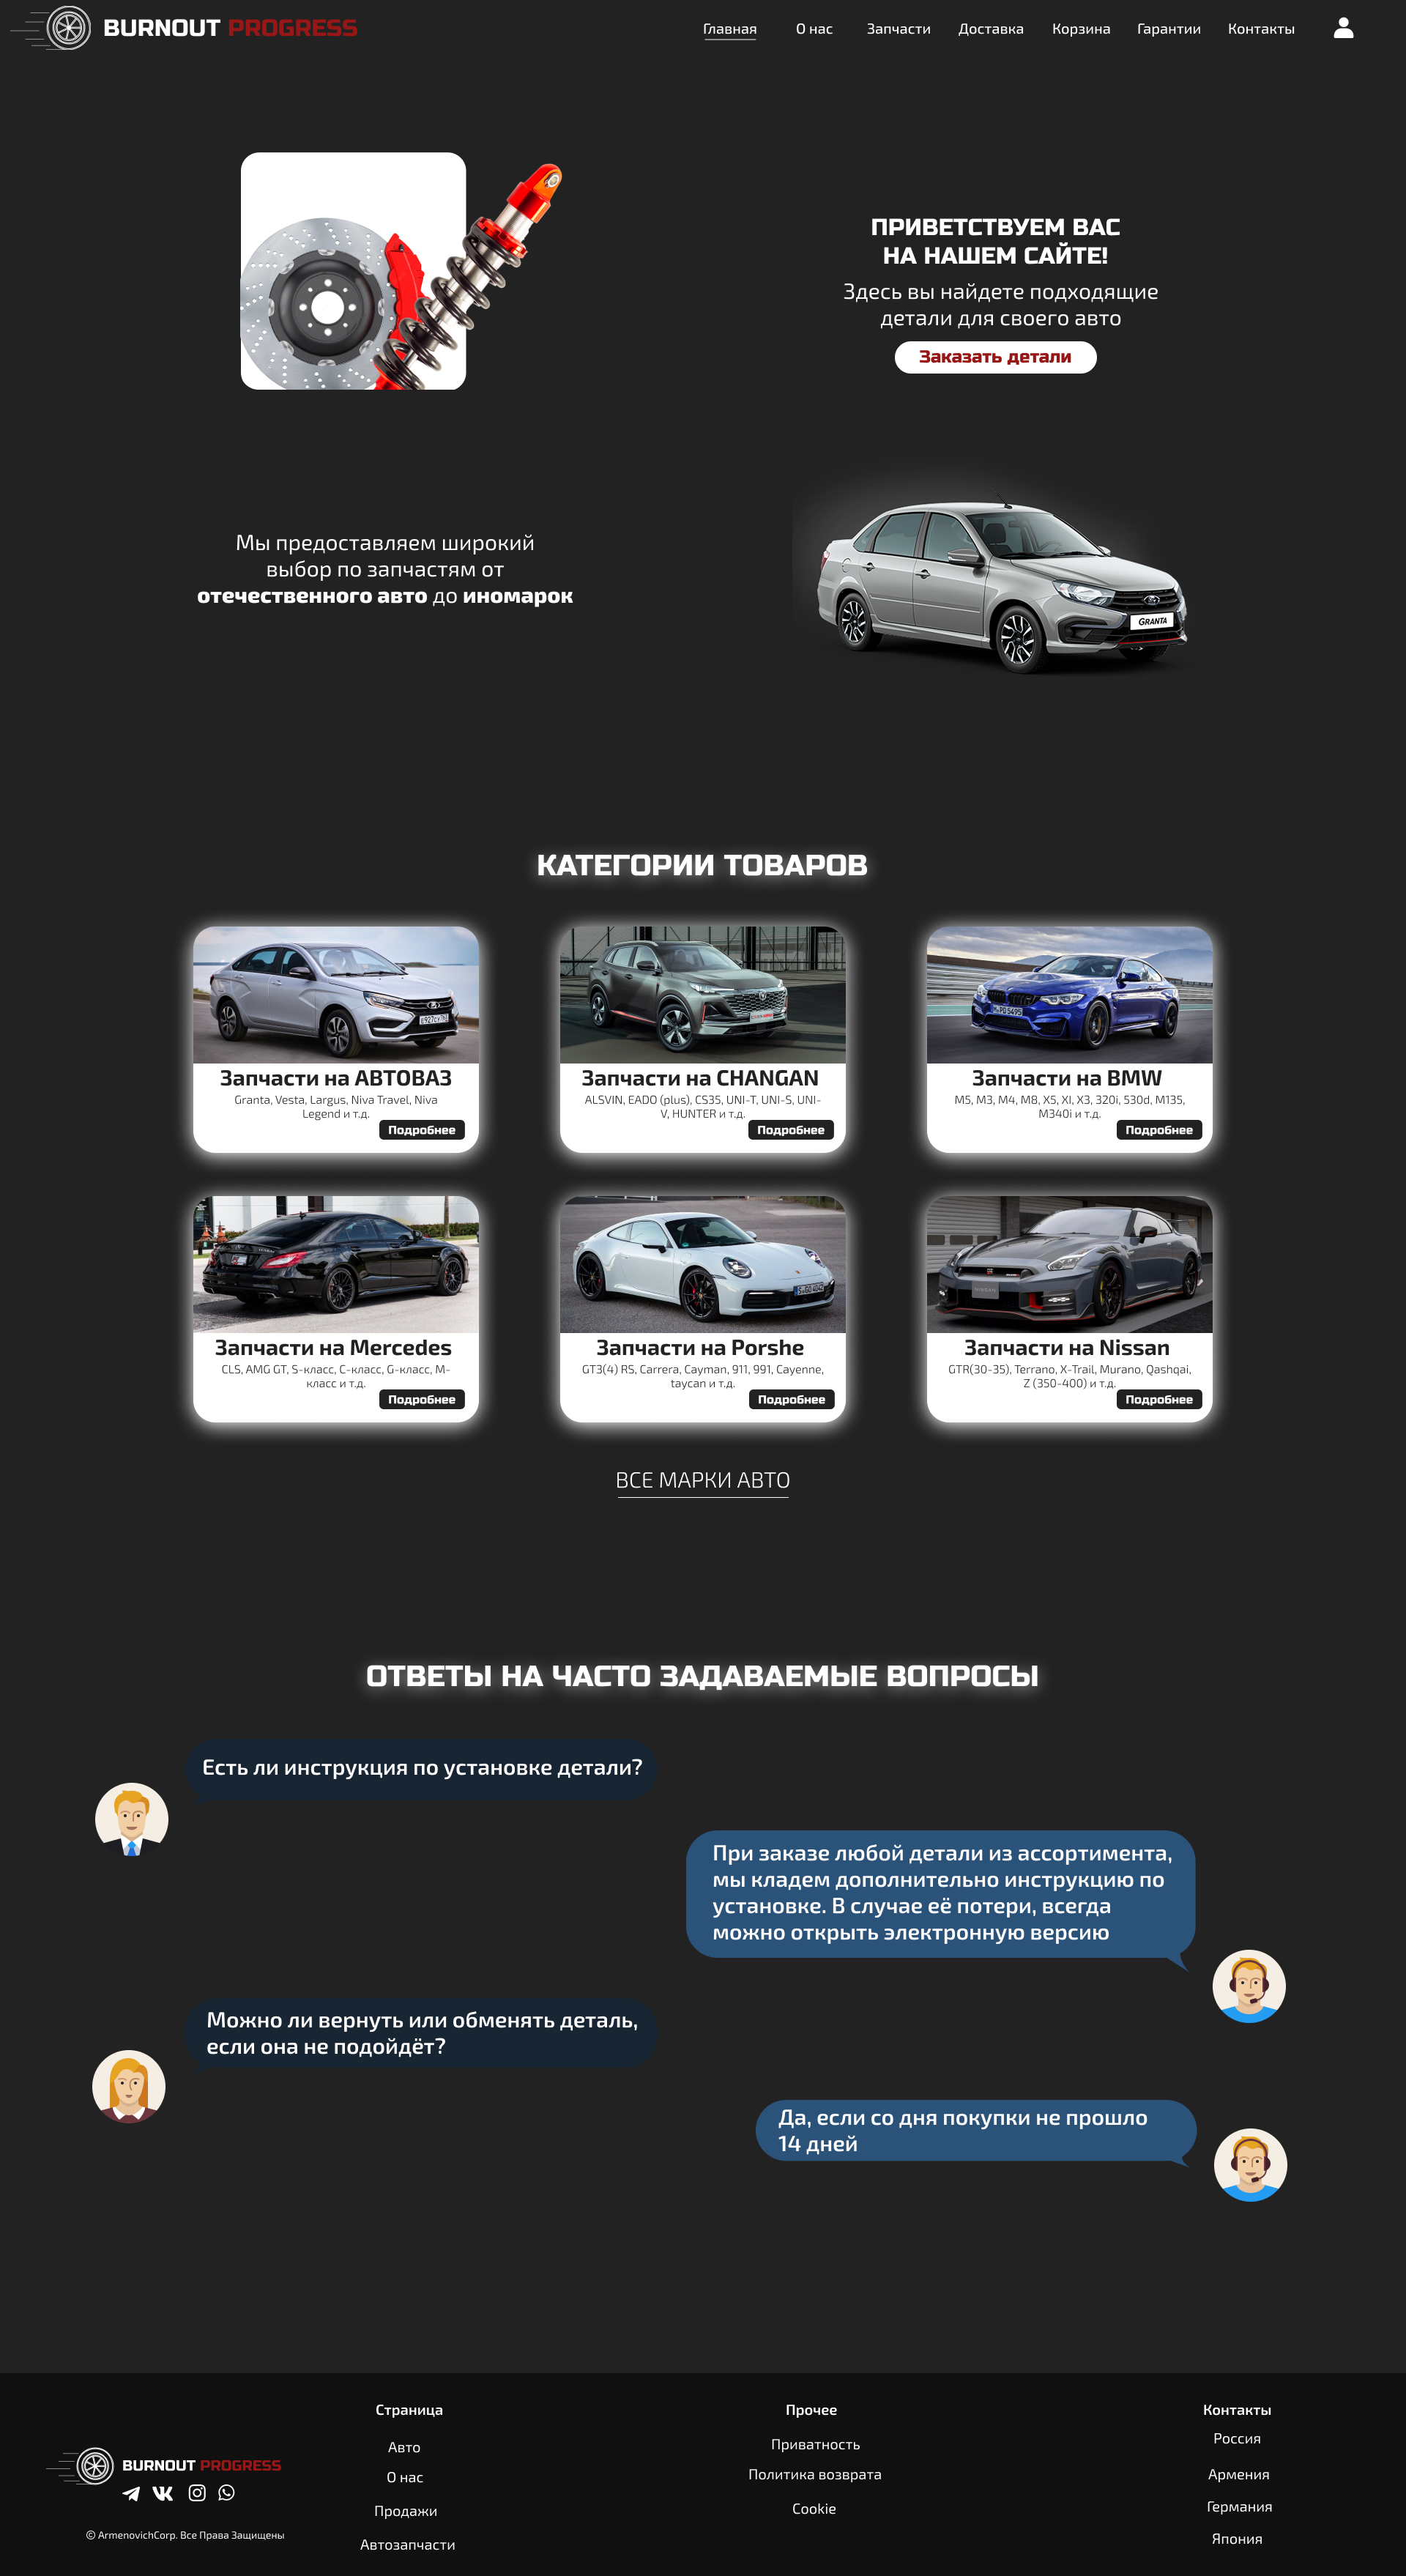 BURNOUT PROGRESS
Главная О нас Запчасти Доставка Корзина Гарантии Контакты
ПРИВЕТСТВУЕМ ВАС
НА НАШЕМ САЙТЕ!
Здесь вы найдете подходящие
детали для своего авто
Заказать детали
Мы предоставляем широкий
выбор по запчастям от
отечественного авто до иномарок
GRANTA
КАТЕГОРИИ ТОВАРОВ
Запчасти на АВТОВАЗ
Granta, Vesta, Largus, Niva Travel, Niva
Legend и т.д.
Подробнее
Запчасти на CHANGAN
ALSVIN, EADO (plus), CS35, UNI-T, UNI-S, UNI-
V, HUNTER и т.д.
Подробнее
Запчасти на BMW
M5, M3, M4, M8, X5, XI, X3, 320i, 530d, M135,
M340i и т.д.
Подробнее
Запчасти на Mercedes
CLS, AMG GT, S-класс, C-класс, G-класс, M-
класс и т.д.
Подробнее
Запчасти на Porshe
GT3(4) RS, Carrera, Cayman, 911, 991, Cayenne,
taycan и т.д.
Подробнее
Запчасти на Nissan
GTR(30-35), Terrano, X-Trail, Murano, Qashqai,
Z (350-400) и т.д.
Подробнее
ВСЕ МАРКИ АВТО
ОТВЕТЫ НА ЧАСТО ЗАДАВАЕМЫЕ ВОПРОСЫ
Есть ли инструкция по установке детали?
При заказе любой детали из ассортимента,
мы кладем дополнительно инструкцию по
установке. В случае её потери, всегда
можно открыть электронную версию
Можно ли вернуть или обменять деталь,
если она не подойдёт?
Да, если со дня покупки не прошло
14 дней
BURNOUT PROGRESS
© ArmenovichCorp. Все Права Защищены
Страница
Авто
О нас
Продажи
Автозапчасти
Прочее
Приватность
Политика возврата
Cookie
Контакты
Россия
Армения
Германия
Япония